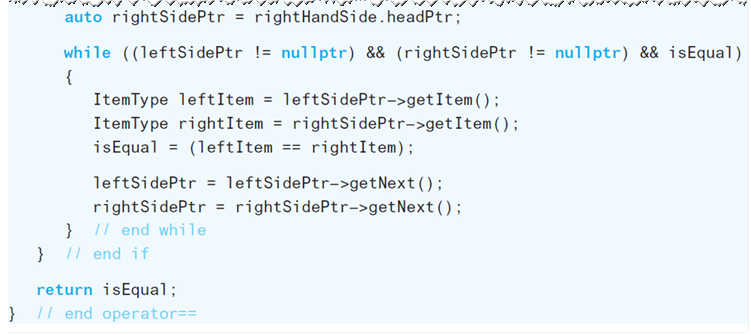 auto rightSidePtr = rightHandSide.headPtr;
while ((leftSidePtr != nullptr) && (rightSidePtr != nullptr) && isEqual)
{
ItemType leftItem = leftSidePtr->getItem();
ItemType rightItem = rightSidePtr->getItem();
isEqual = (leftItem == rightItem);
leftSidePtr = leftSidePtr->getNext();
rightSidePtr = rightSidePtr->getNext();
} // end while
} // end if
return isEqual;
} // end operator==